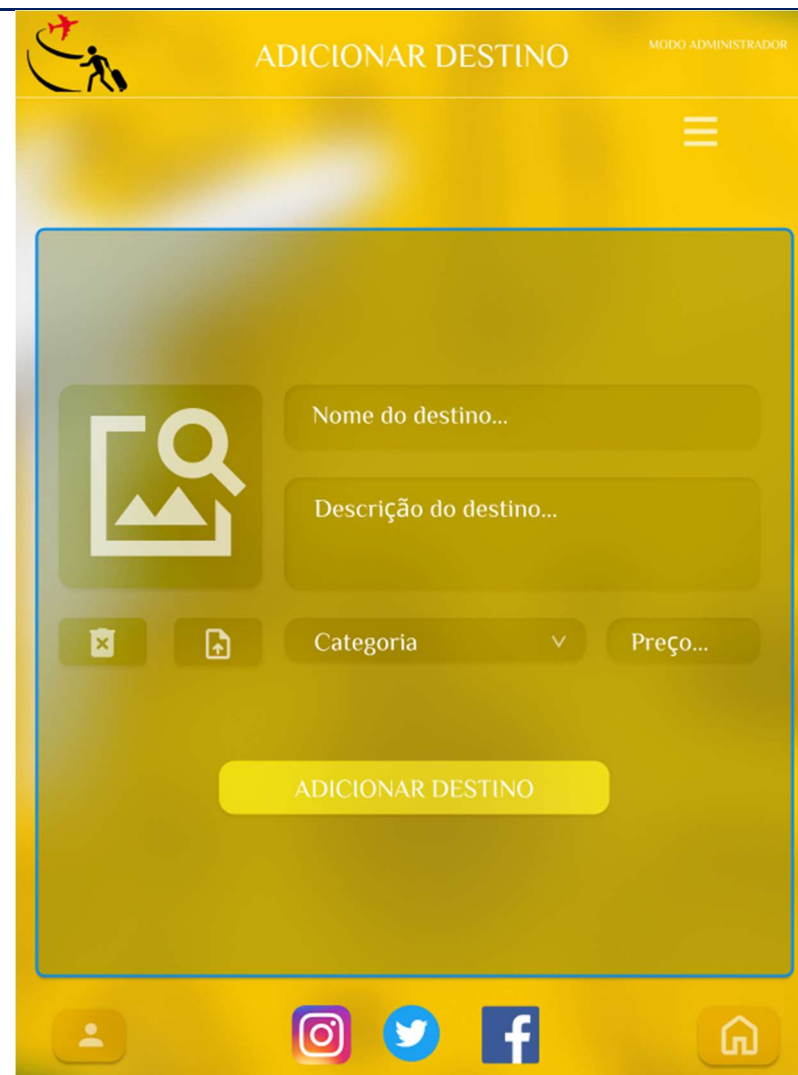 ADICIONAR DESTINO
MODO ADMINISTRADOR
Nome do destino...
Descrição do destino...
Categoria
Preço...
ADICIONAR DESTINO